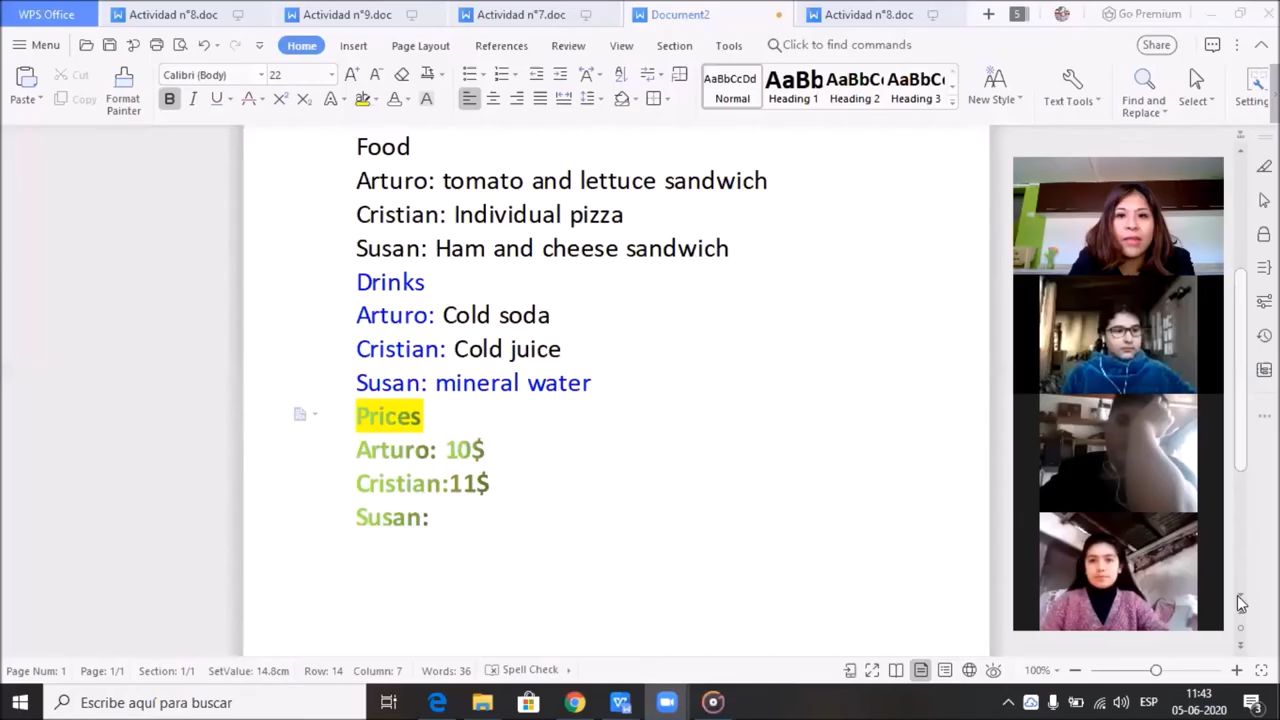 WPS Office Actividad n°8.doc Actividad n°9.doc Actividad n°7.doc Document2 Actividad n°8.doc 5 Go Premium
Menu Home Insert Page Layout References Review View Section Tools Click to find commands Share
Paste Cut Copy Format Painter Calibri (Body) 22 AaBbCcDd Normal AaBb Heading 1 AaBbC Heading 2 AaBbC Heading 3 New Style Text Tools Find and Replace Select Setting
Food
Arturo: tomato and lettuce sandwich
Cristian: Individual pizza
Susan: Ham and cheese sandwich
Drinks
Arturo: Cold soda
Cristian: Cold juice
Susan: mineral water
Prices
Arturo: 10$
Cristian:11$
Susan:
Page Num: 1 Page: 1/1 Section: 1/1 SetValue: 14.8cm Row: 14 Column: 7 Words: 36 Spell Check 100%
Escribe aquí para buscar ESP 11:43
05-06-2020 3